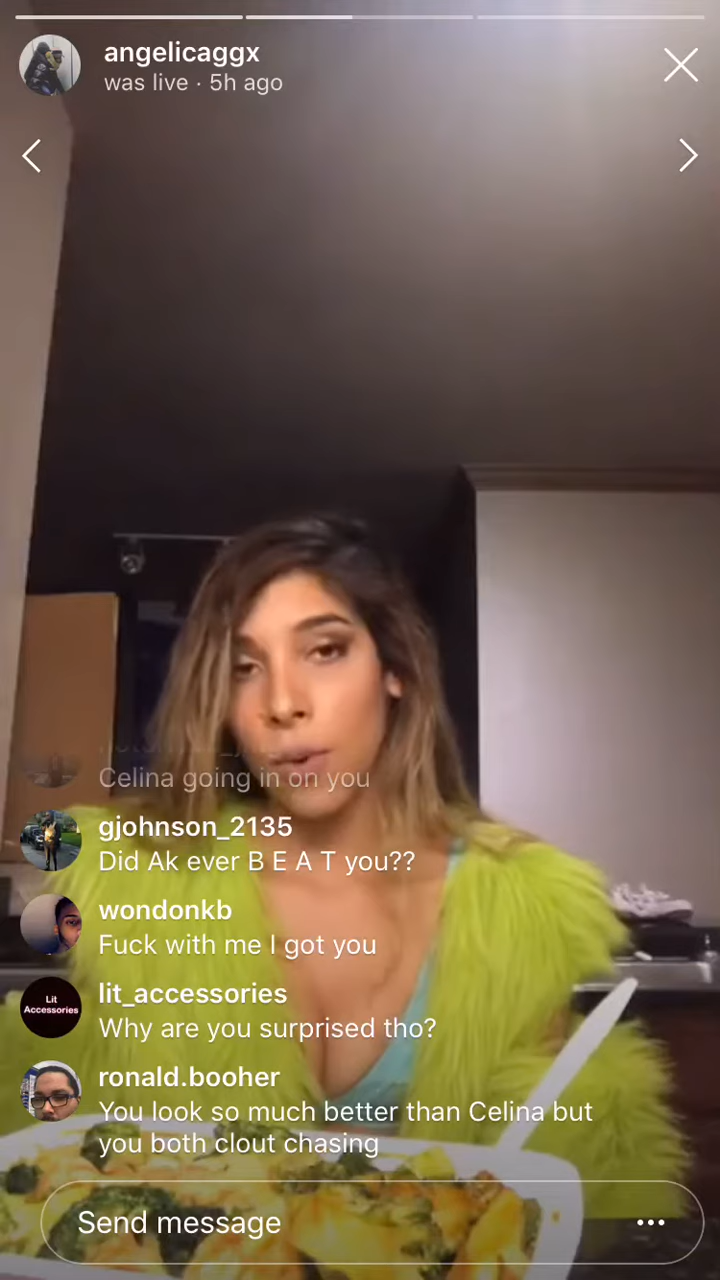 angelicaggx
was live · 5h ago
Celina going in on you
gjohnson_2135
Did Ak ever B E A T you??
wondonkb
Fuck with me I got you
Lit
Accessories
lit_accessories
Why are you surprised tho?
ronald.booher
You look so much better than Celina but
you both clout chasing
Send message